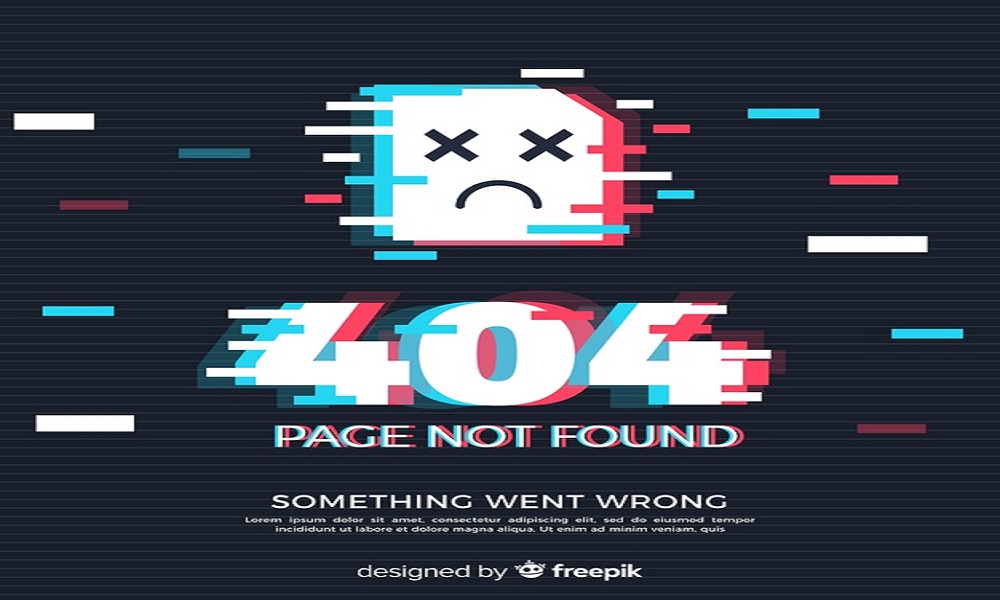 404
PAGE NOT FOUND
SOMETHING WENT WRONG
Lorem ipsum dolor sit amet, consectetur adipiscing elit, sed do eiusmod tempor
incididunt ut labore et dolore magna aliqua. Ut enim ad minim veniam, quis
designed by freepik